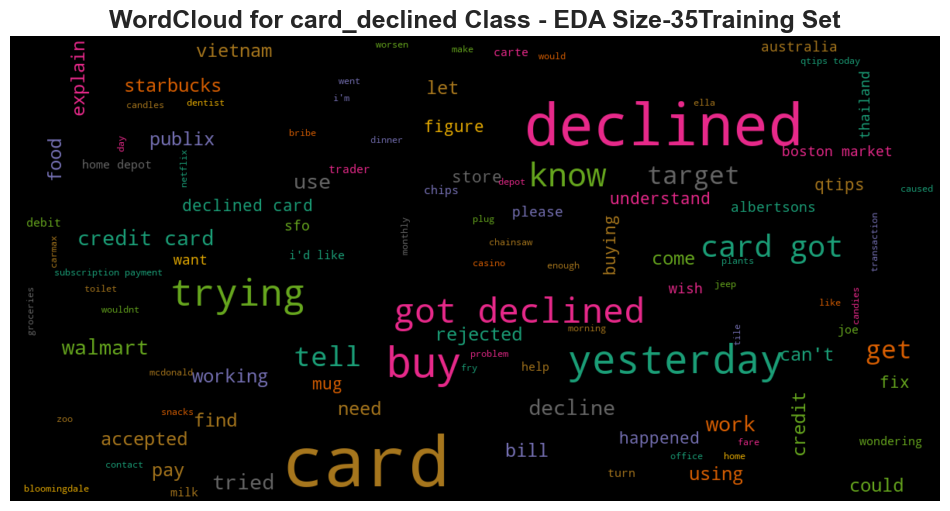 WordCloud for card_declined Class - EDA Size-35Training Set
worsen make carte would australia
vietnam qtips today
explain starbucks went let thailand
candles dentist i'm ella
declined
publix bribe dinner figure
day boston market
food home depot netflix trader store depot know target
use chips understand qtips caused
declined card please albertsons
debit sfo plug buying transaction
carmax credit card want i'd like monthly chainsaw card got
subscription payment casino enough come plants
toilet trying wish jeep
groceries wouldnt got declined like candies
rejected morning tile joe
walmart tell buy problem yesterday can't get
mcdonald working fry help fix
mug
zoo snacks find need decline work credit
accepted happened fare wondering
contact pay card bill office home
bloomingdale milk tried turn using could